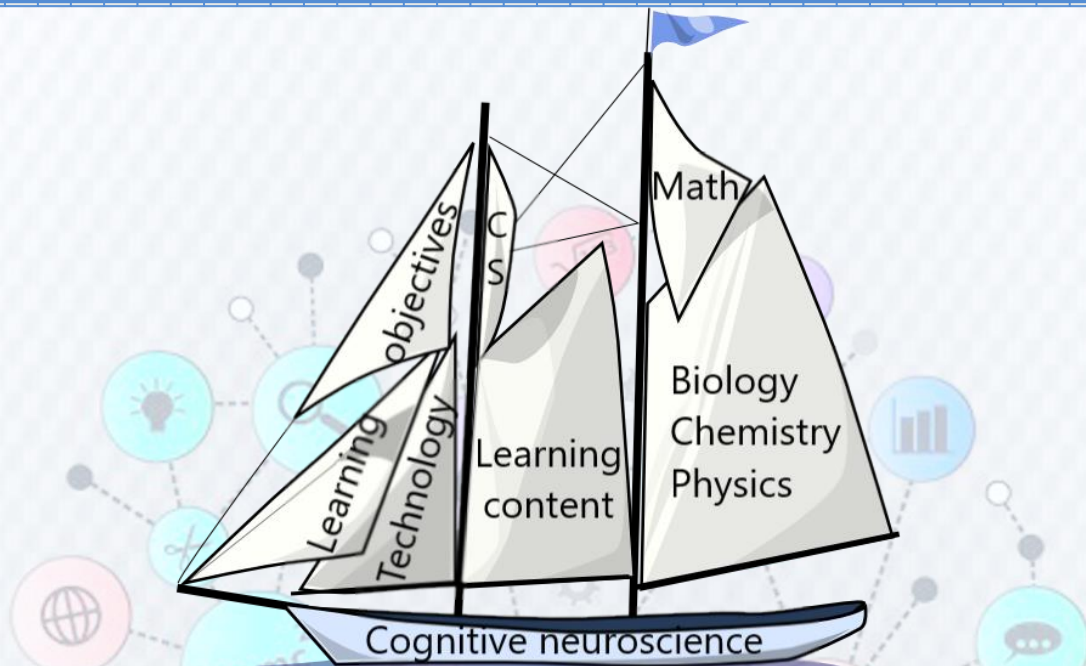 objectives
C
S
Math
Learning
Technology
Learning
content
Biology
Chemistry
Physics
Cognitive neuroscience